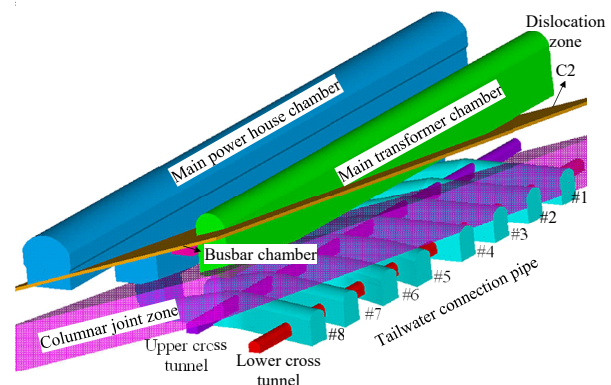 Dislocation
zone
C2
Main power house chamber
Main transformer chamber
Busbar chamber
#1
#2
#3
#4
#5
#6
#7
#8
Columnar joint zone
Tailwater connection pipe
Upper cross
tunnel
Lower cross
tunnel